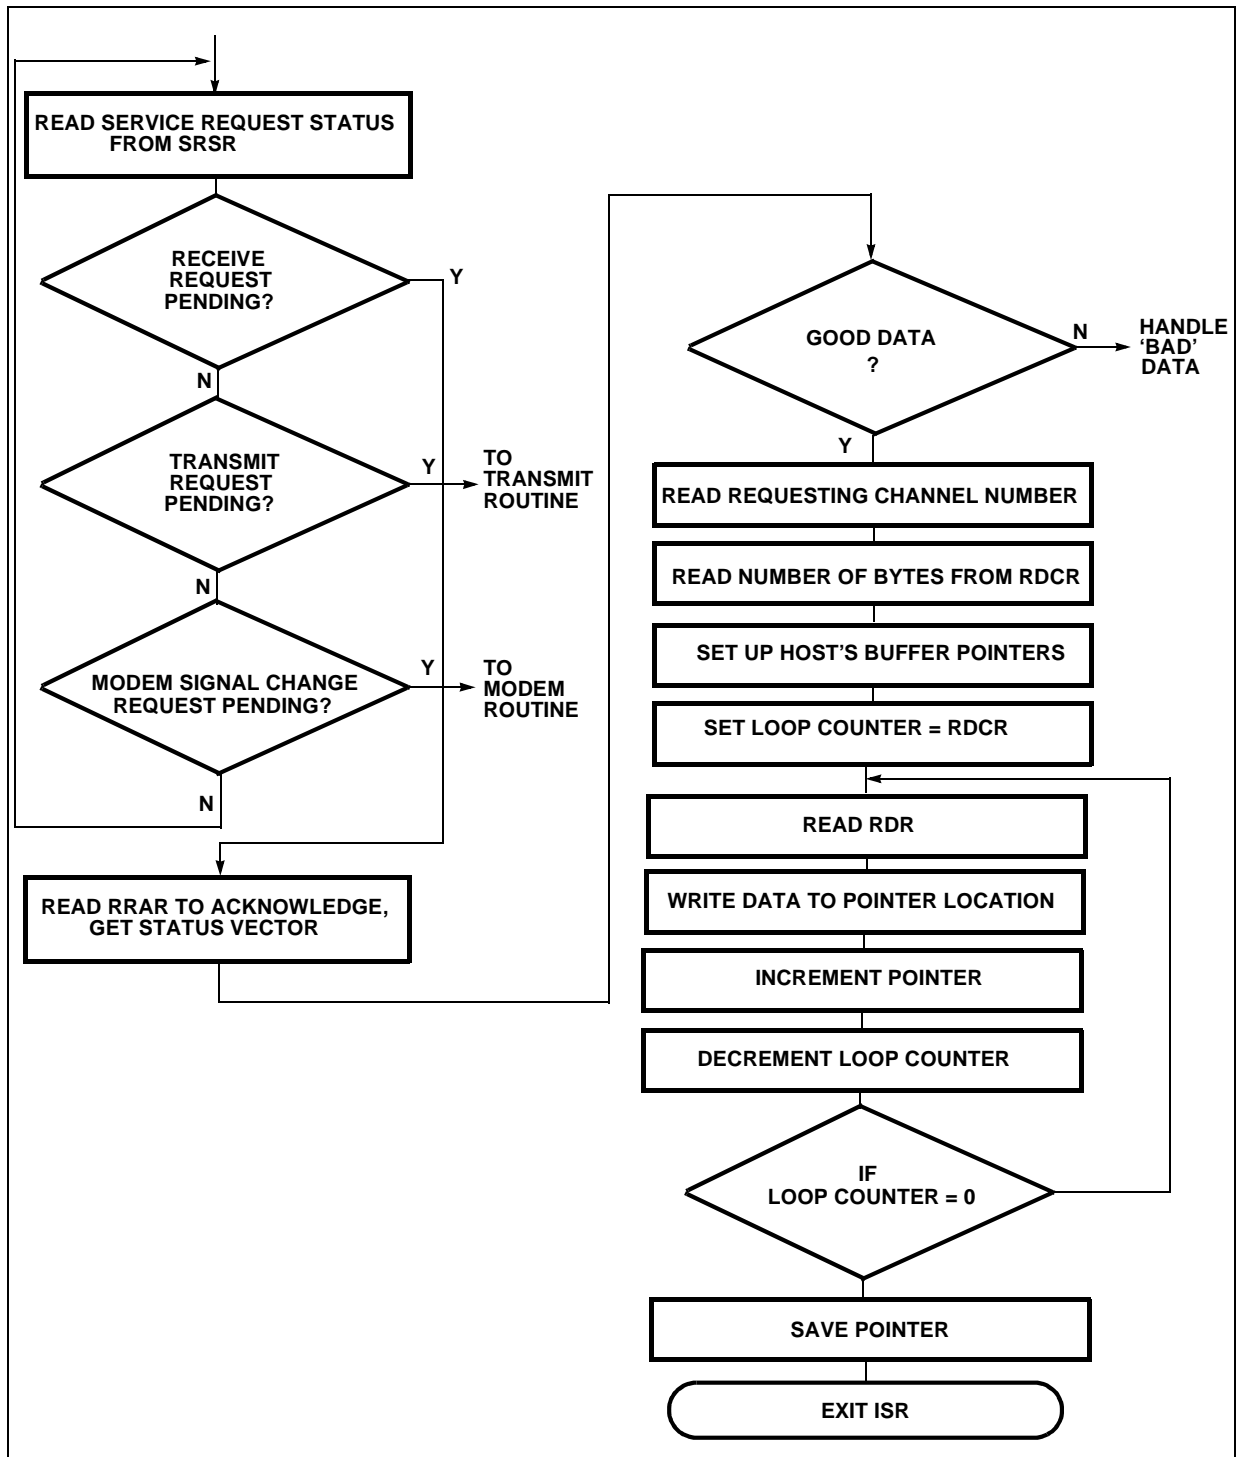 READ SERVICE REQUEST STATUS
FROM SRSR
RECEIVE
REQUEST
PENDING?
Y
N
TRANSMIT
REQUEST
PENDING?
Y
TO
TRANSMIT
ROUTINE
N
MODEM SIGNAL CHANGE
REQUEST PENDING?
Y
TO
MODEM
ROUTINE
N
READ RRAR TO ACKNOWLEDGE,
GET STATUS VECTOR
GOOD DATA
?
N
HANDLE
‘BAD’
DATA
Y
READ REQUESTING CHANNEL NUMBER
READ NUMBER OF BYTES FROM RDCR
SET UP HOST’S BUFFER POINTERS
SET LOOP COUNTER = RDCR
READ RDR
WRITE DATA TO POINTER LOCATION
INCREMENT POINTER
DECREMENT LOOP COUNTER
IF
LOOP COUNTER = 0
SAVE POINTER
EXIT ISR